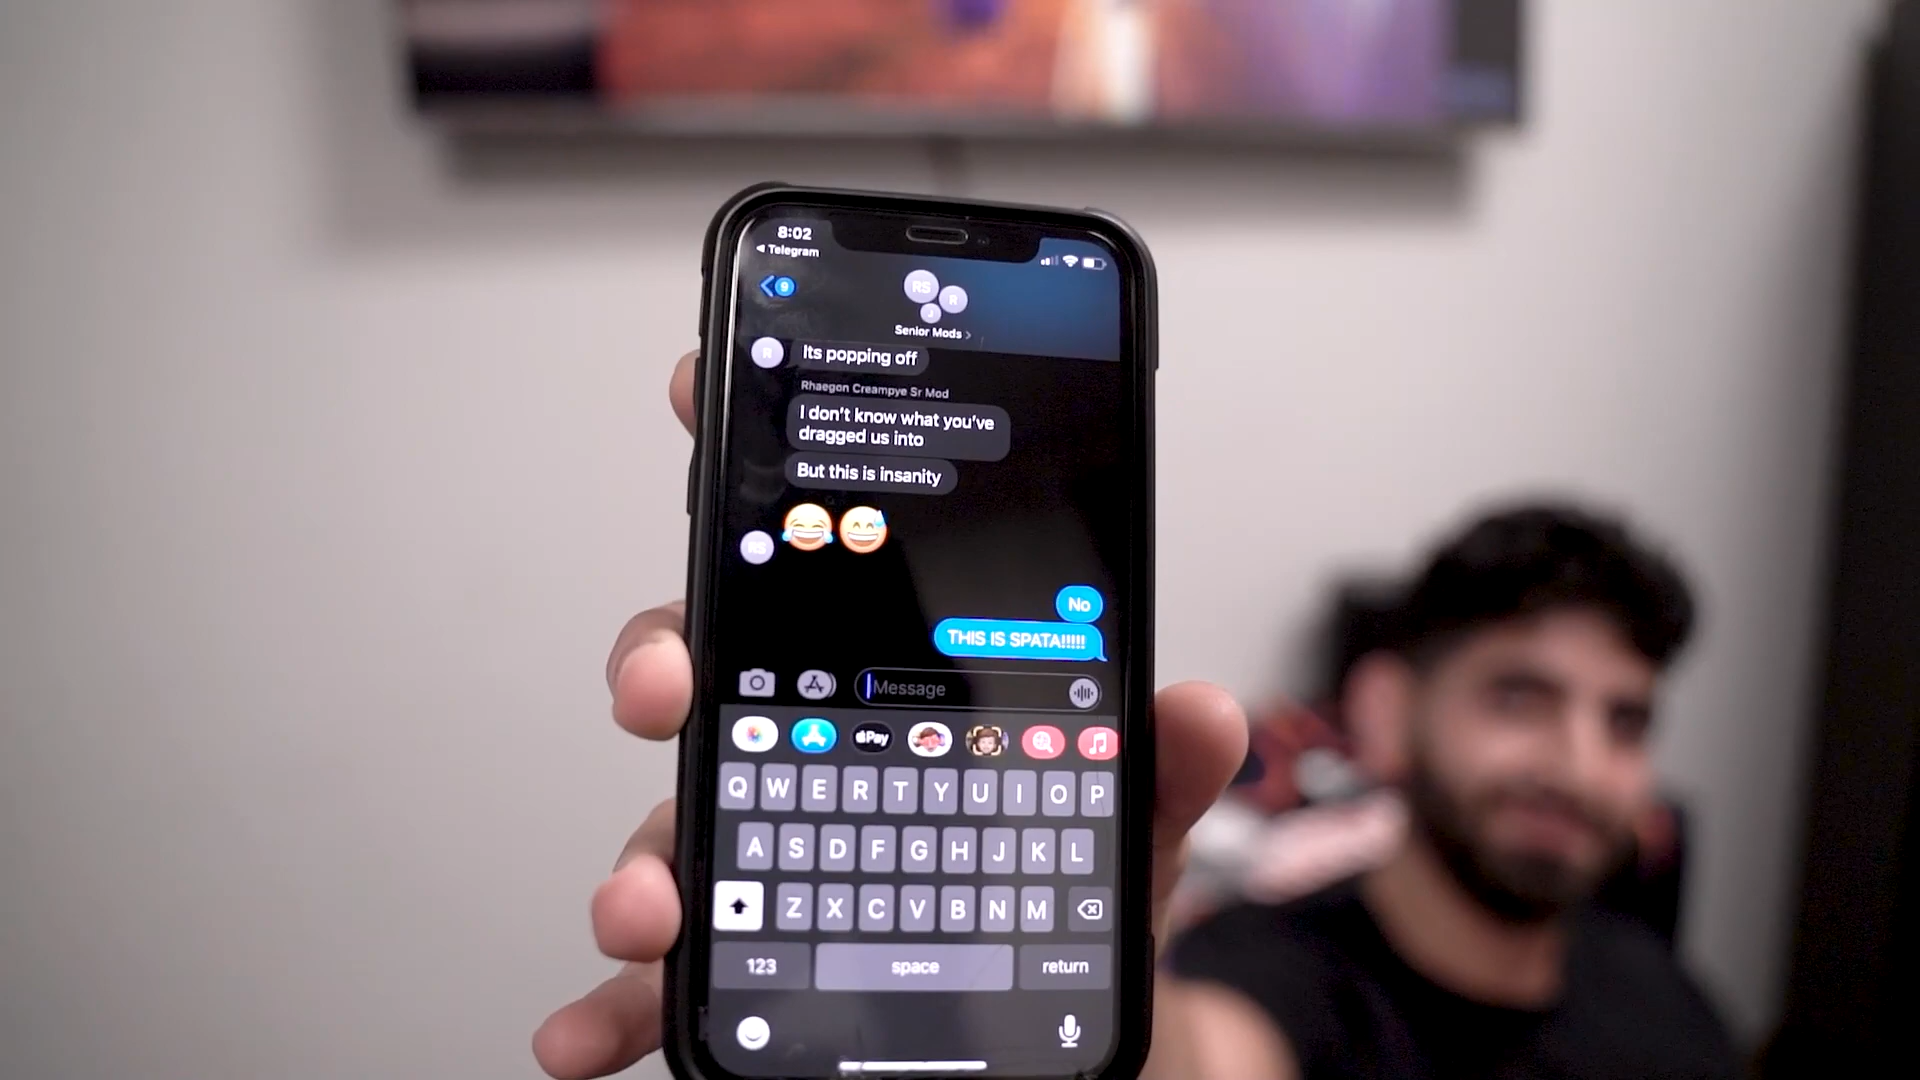 8:02
Telegram
9
RS
R
J
Senior Mods
R
Its popping off
Rhaegon Creampye Sr Mod
I don't know what you've
dragged us into
But this is insanity
RS
No
THIS IS SPATA!!!!!
Message
Pay
Q W E R T Y U I O P
A S D F G H J K L
Z X C V B N M
123 space return